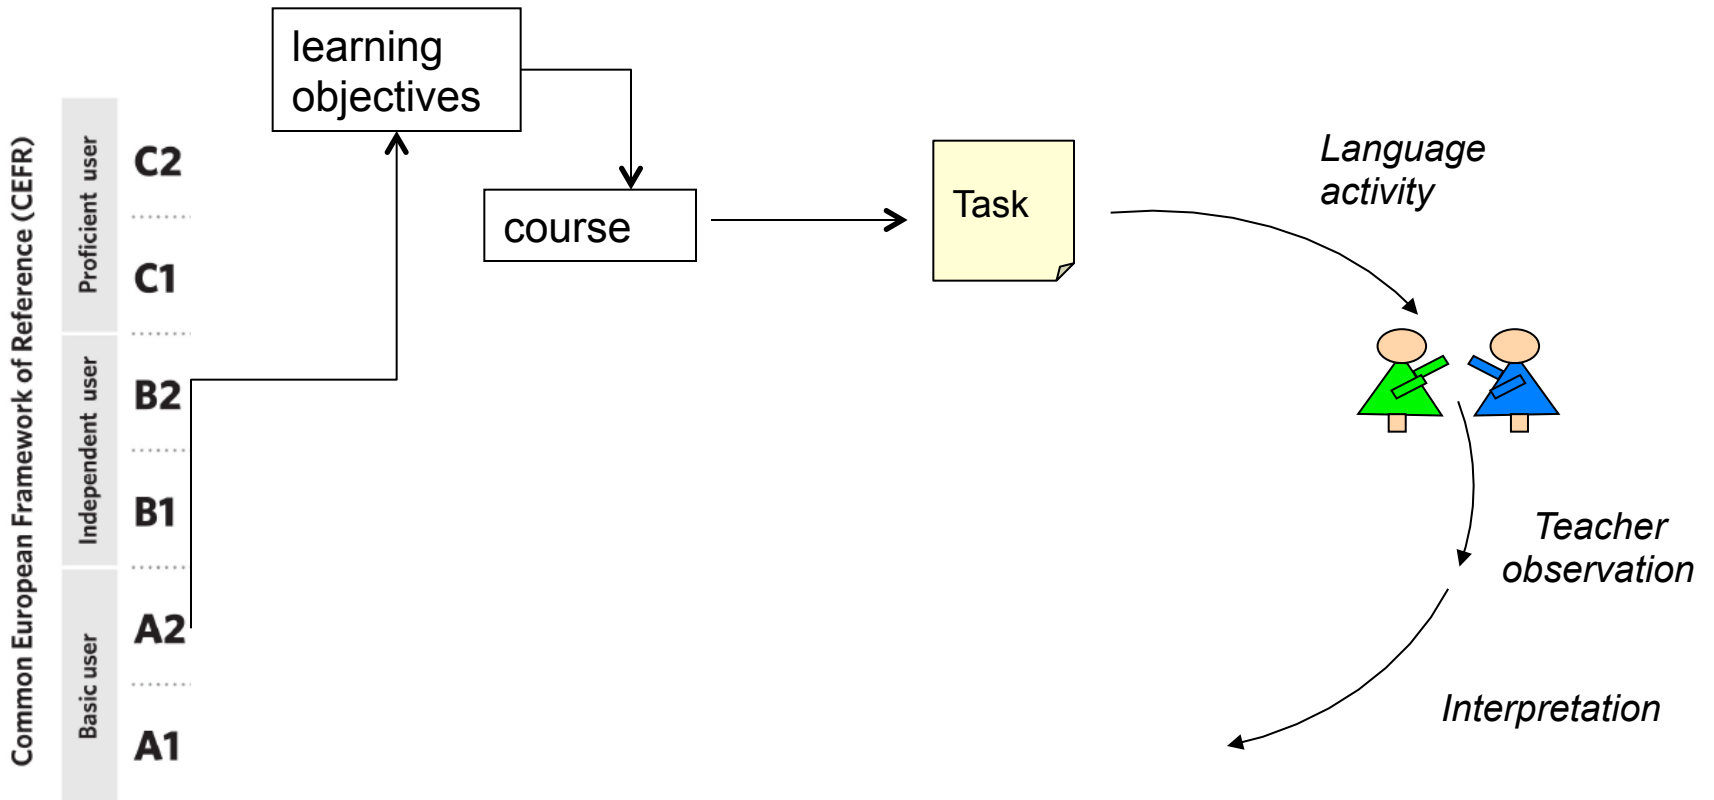 Common European Framework of Reference (CEFR)
Proficient user
Independent user
Basic user
C2
C1
B2
B1
A2
A1
learning
objectives
course
Task
Language
activity
Teacher
observation
Interpretation